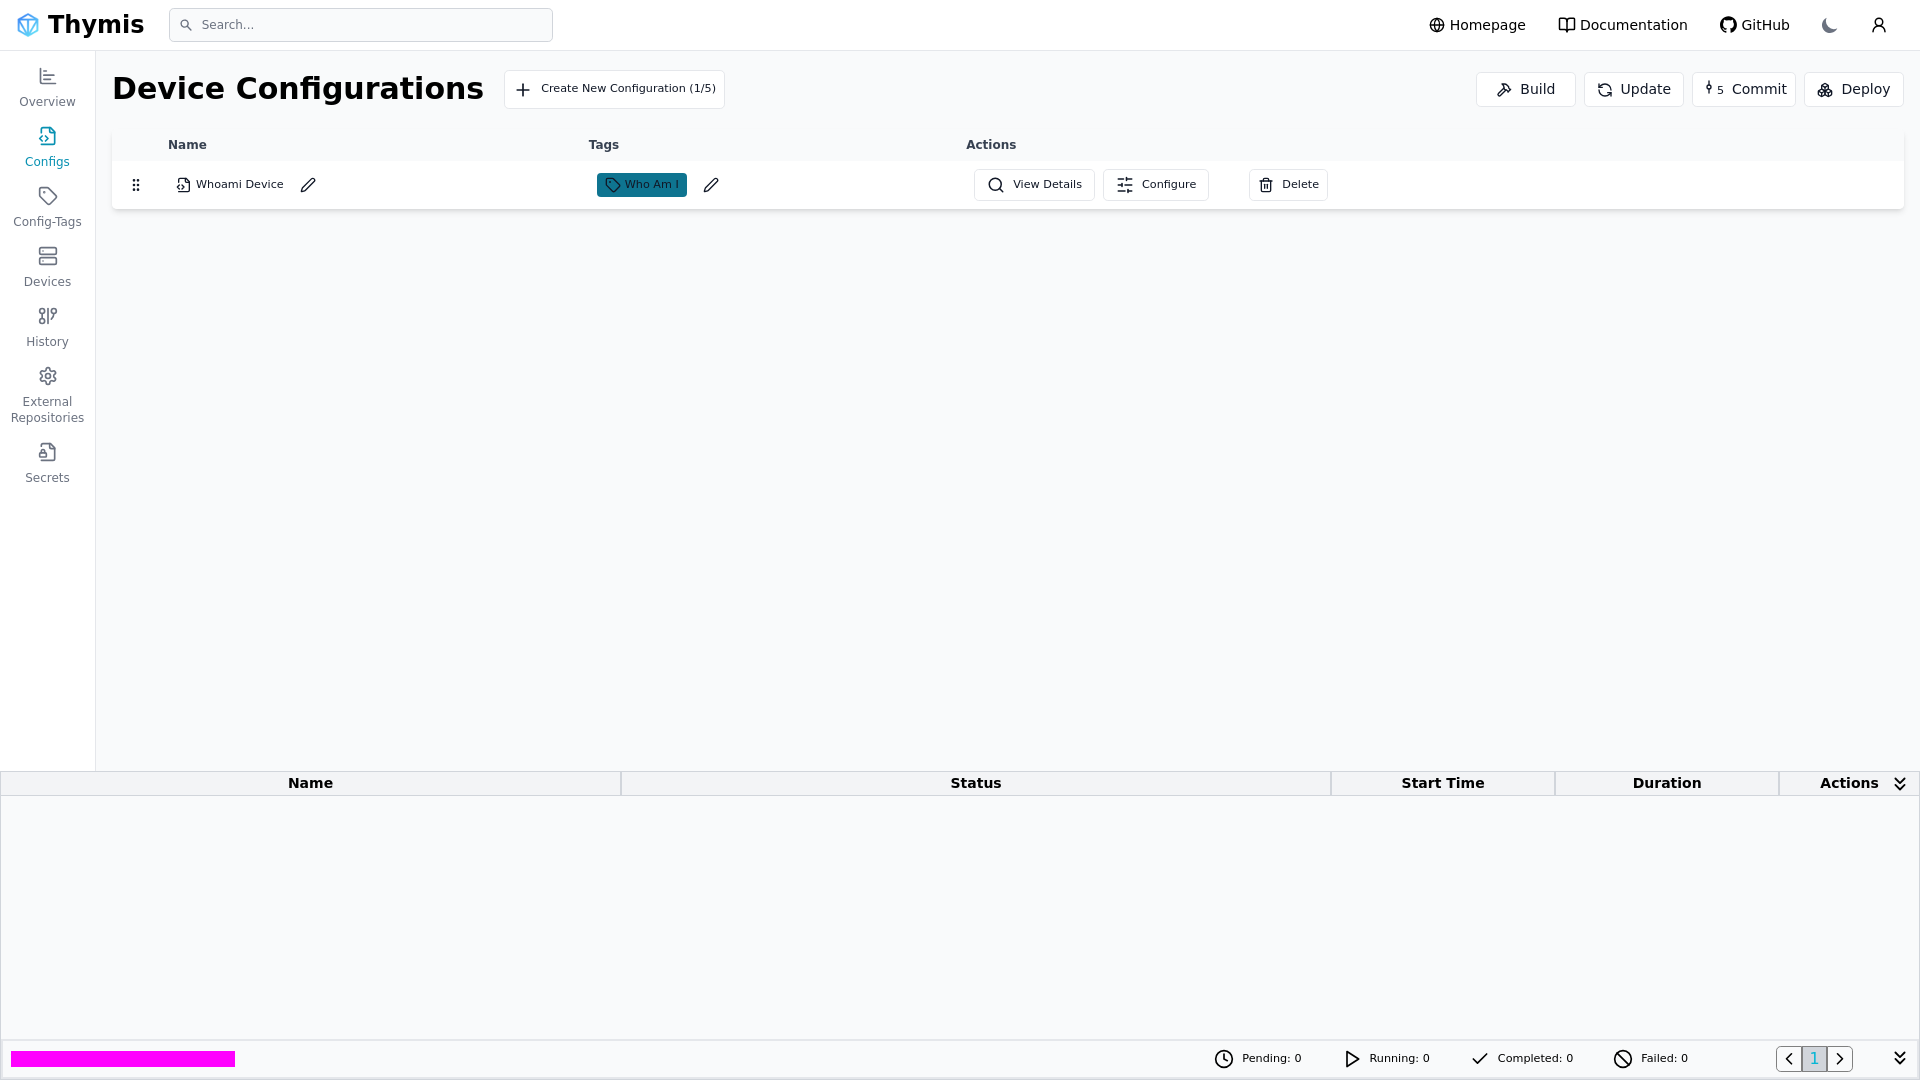 Thymis
Search...
Homepage
Documentation
GitHub
Overview
Configs
Config-Tags
Devices
History
External
Repositories
Secrets
Device Configurations
Create New Configuration (1/5)
Build
Update
5 Commit
Deploy
Name Tags Actions
Whoami Device
Who Am I
View Details
Configure
Delete
Name Status Start Time Duration Actions
Pending: 0
Running: 0
Completed: 0
Failed: 0
1